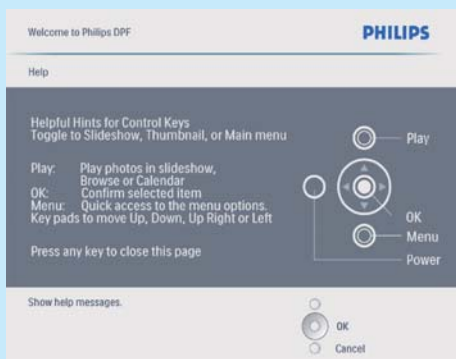 Welcome to Philips DPF
PHILIPS
Help
Helpful Hints for Control Keys
Toggle to Slideshow, Thumbnail, or Main menu
Play: Play photos in slideshow,
Browse or Calendar
OK: Confirm selected item
Menu: Quick access to the menu options.
Key pads to move Up, Down, Up Right or Left
Press any key to close this page
Play
OK
Menu
Power
Show help messages.
OK
Cancel